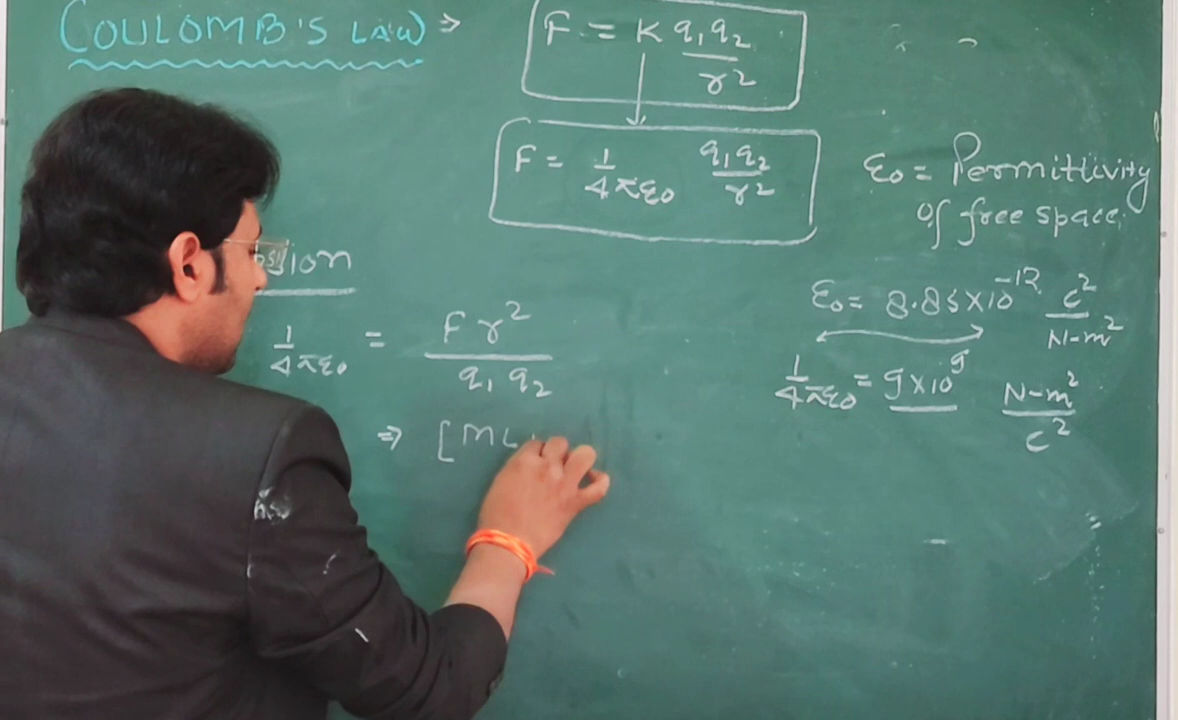 COULOMB'S LAW ⇒
F = K q₁q₂/r²
F = 1/4πε₀ q₁q₂/r²
ε₀ = Permittivity
of free space
ε₀ = 8.85×10⁻¹² C²/N-m²
1/4πε₀ = Fr²/q₁q₂
1/4πε₀ = 9×10⁹ N-m²/C²
⇒ [ML